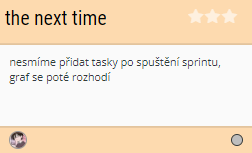 the next time
nesmíme přidat tasky po spuštění sprintu,
graf se poté rozhodí